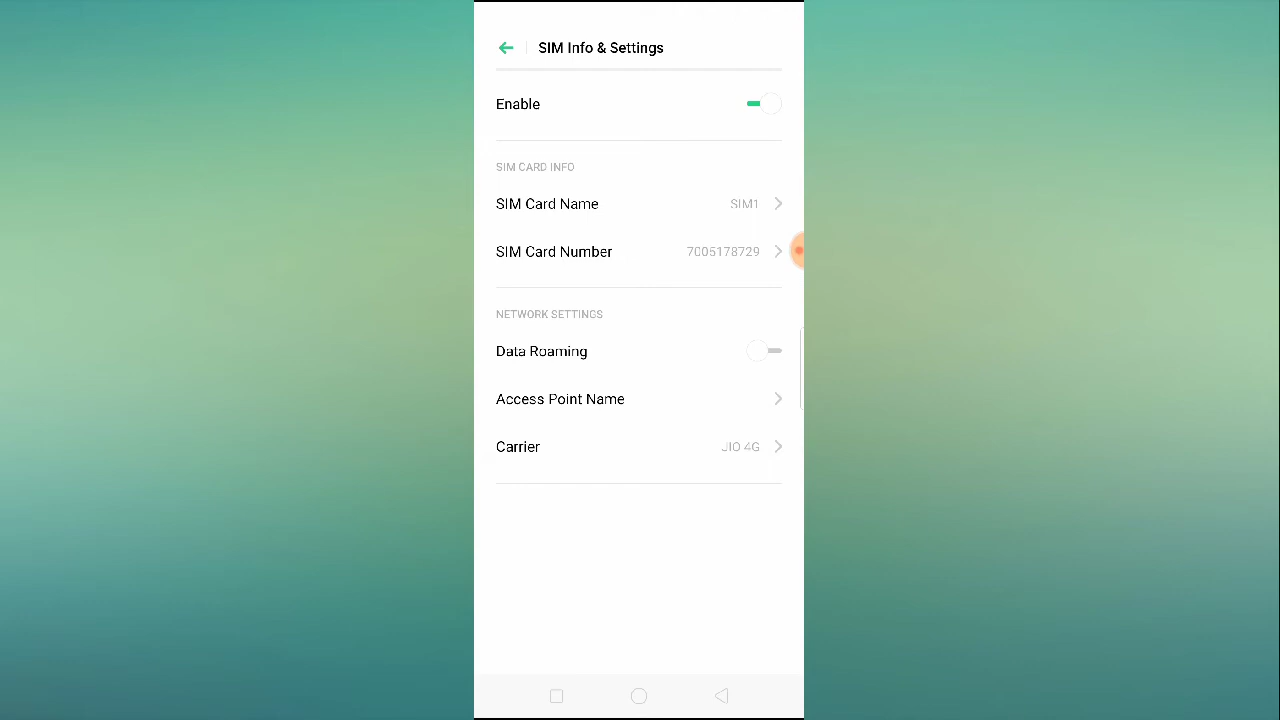 SIM Info & Settings
Enable
SIM CARD INFO
SIM Card Name SIM1
SIM Card Number 7005178729
NETWORK SETTINGS
Data Roaming
Access Point Name
Carrier JIO 4G